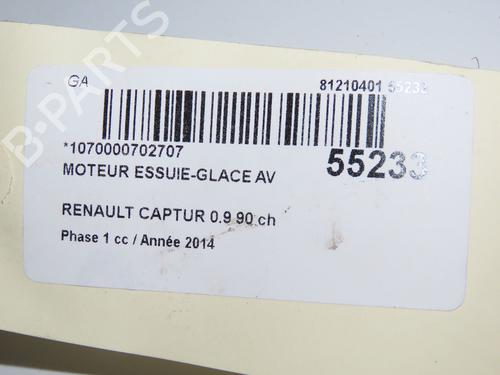 GA 81210401 55233
*1070000702707
55233
MOTEUR ESSUIE-GLACE AV
RENAULT CAPTUR 0.9 90 ch
Phase 1 cc / Année 2014
B-PARTS